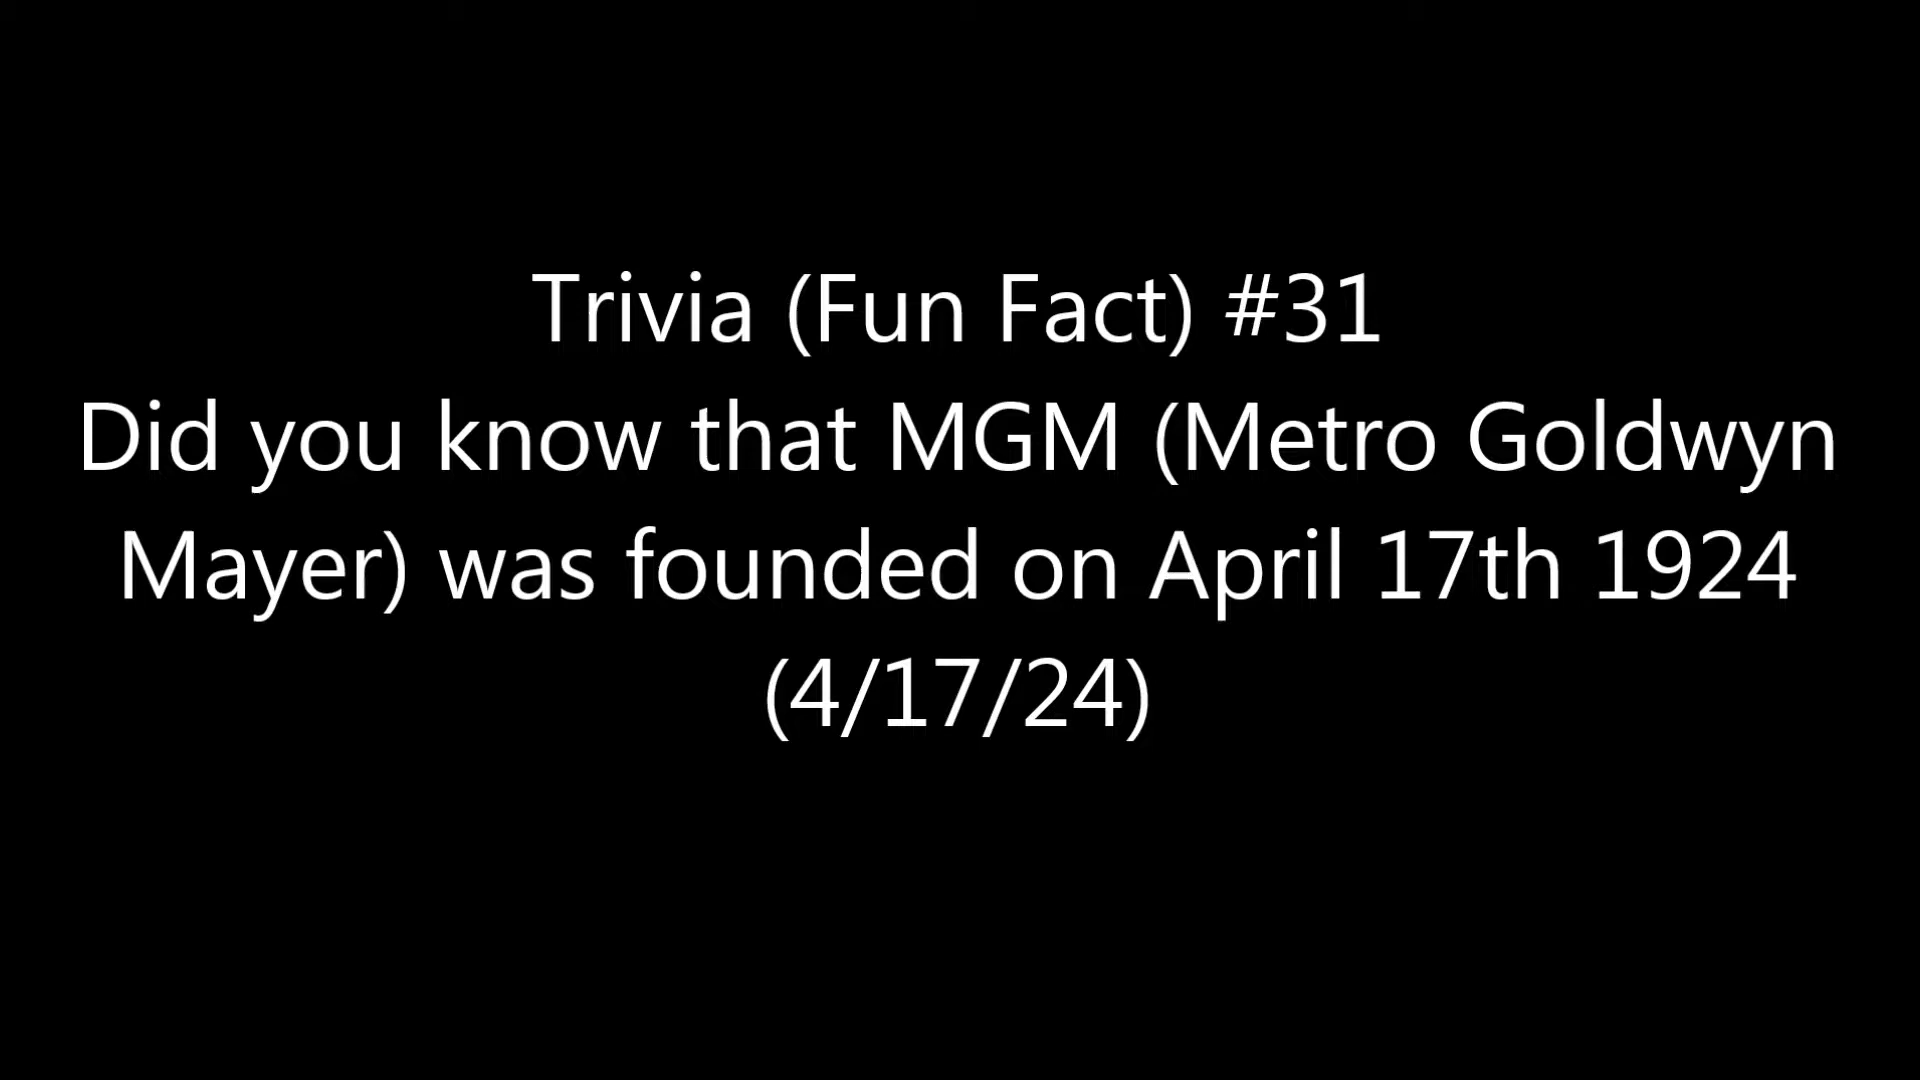 Trivia (Fun Fact) #31
Did you know that MGM (Metro Goldwyn
Mayer) was founded on April 17th 1924
(4/17/24)